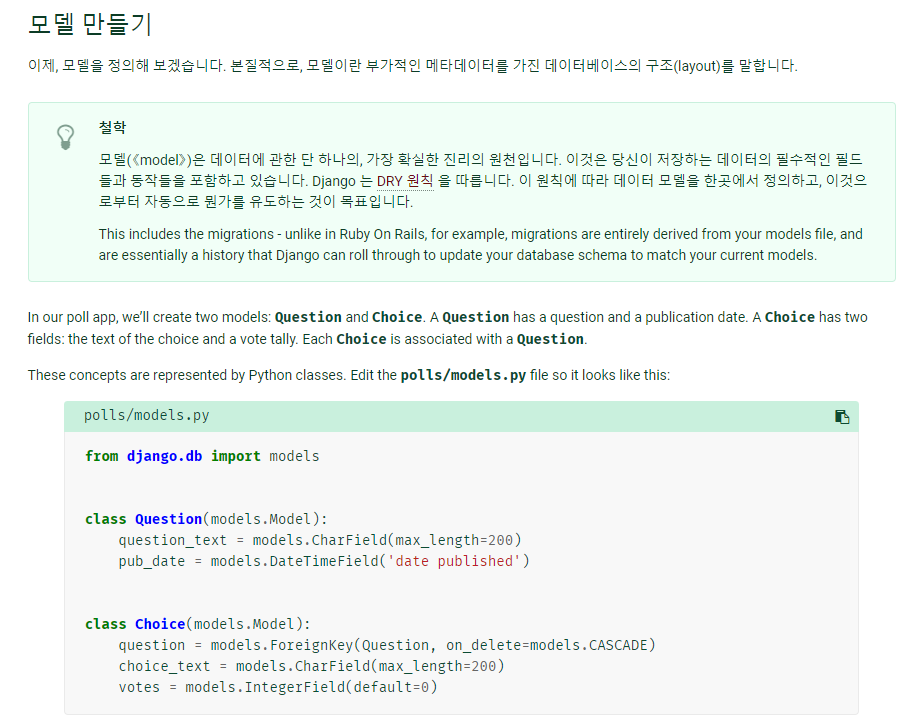 모델 만들기
이제, 모델을 정의해 보겠습니다. 본질적으로, 모델이란 부가적인 메타데이터를 가진 데이터베이스의 구조(layout)를 말합니다.
철학
모델(《model》)은 데이터에 관한 단 하나의, 가장 확실한 진리의 원천입니다. 이것은 당신이 저장하는 데이터의 필수적인 필드
들과 동작들을 포함하고 있습니다. Django 는 DRY 원칙 을 따릅니다. 이 원칙에 따라 데이터 모델을 한곳에서 정의하고, 이것으
로부터 자동으로 뭔가를 유도하는 것이 목표입니다.
This includes the migrations - unlike in Ruby On Rails, for example, migrations are entirely derived from your models file, and
are essentially a history that Django can roll through to update your database schema to match your current models.
In our poll app, we’ll create two models: Question and Choice. A Question has a question and a publication date. A Choice has two
fields: the text of the choice and a vote tally. Each Choice is associated with a Question.
These concepts are represented by Python classes. Edit the polls/models.py file so it looks like this:
polls/models.py
from django.db import models
class Question(models.Model):
    question_text = models.CharField(max_length=200)
    pub_date = models.DateTimeField('date published')
class Choice(models.Model):
    question = models.ForeignKey(Question, on_delete=models.CASCADE)
    choice_text = models.CharField(max_length=200)
    votes = models.IntegerField(default=0)